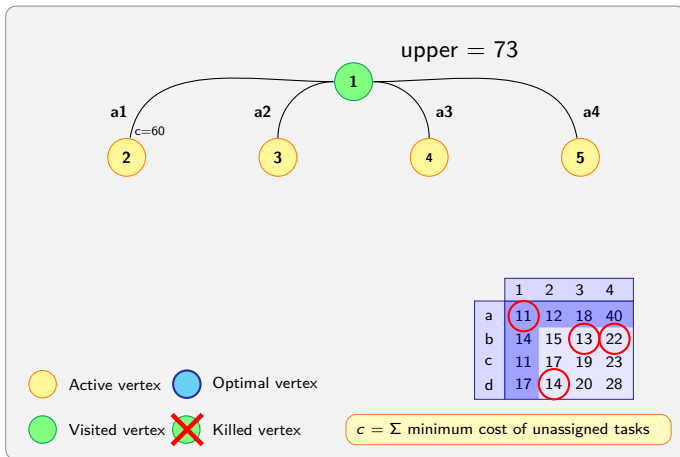 upper = 73
1
a1 a2 a3 a4
c=60
2 3 4 5
1 2 3 4
a 11 12 18 40
b 14 15 13 22
c 11 17 19 23
d 17 14 20 28
Active vertex Optimal vertex
Visited vertex Killed vertex
c = Σ minimum cost of unassigned tasks